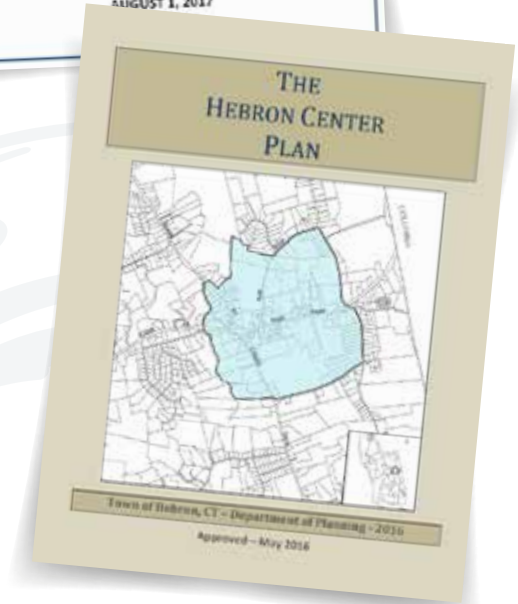 AUGUST 1, 2017
THE
HEBRON CENTER
PLAN
Town of Hebron, CT – Department of Planning - 2016
Approved – May 2016